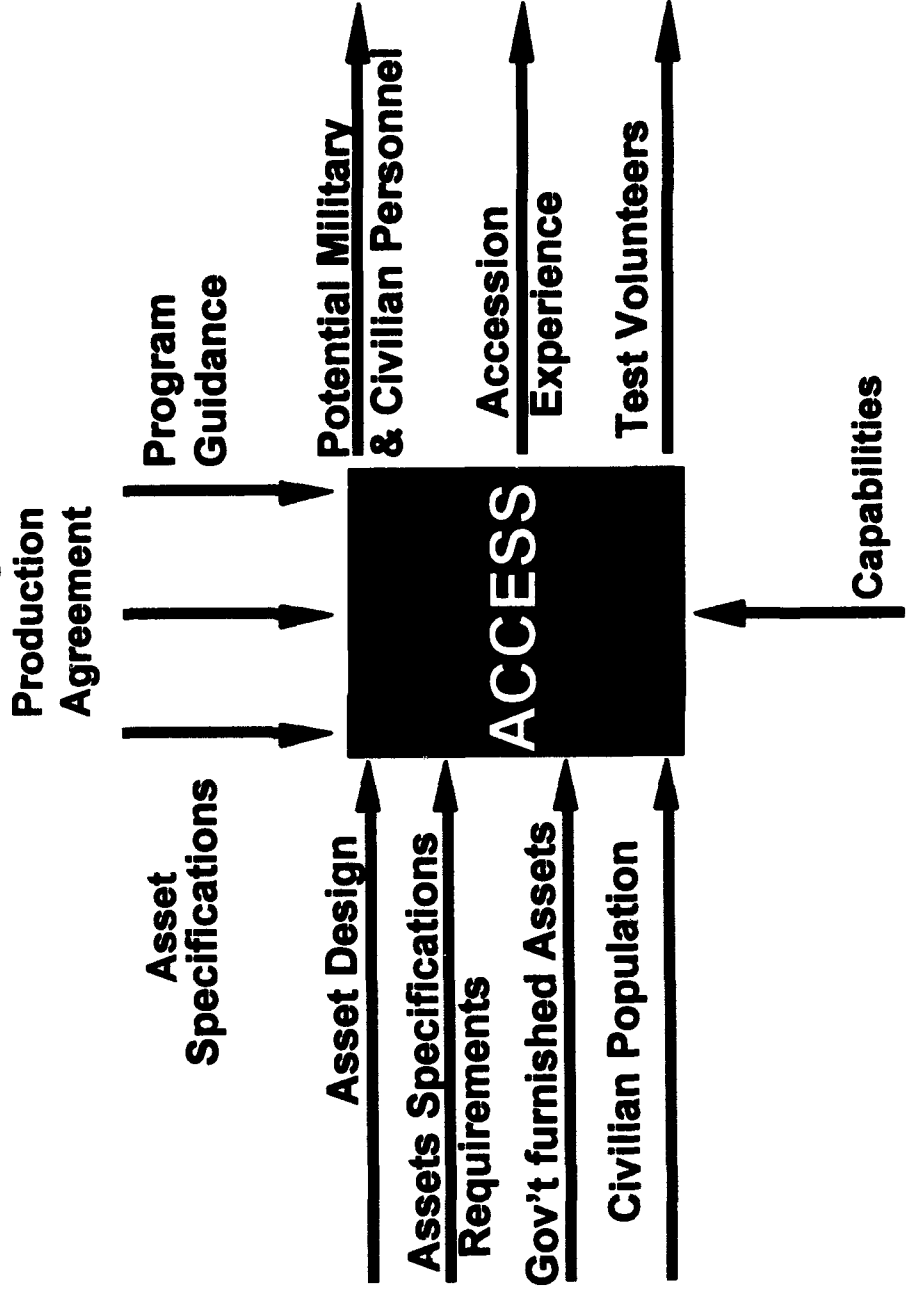 Production
Agreement
Asset
Specifications
Program
Guidance
Asset Design
Assets Specifications
Requirements
Gov't furnished Assets
Civilian Population
ACCESS
Potential Military
& Civilian Personnel
Accession
Experience
Test Volunteers
Capabilities